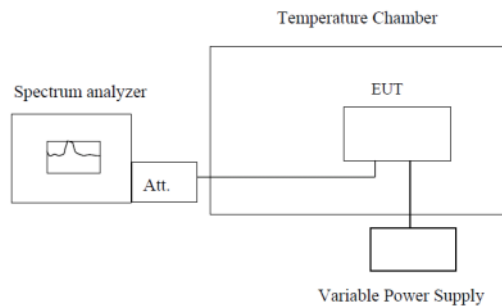 Temperature Chamber
Spectrum analyzer
EUT
Att.
Variable Power Supply